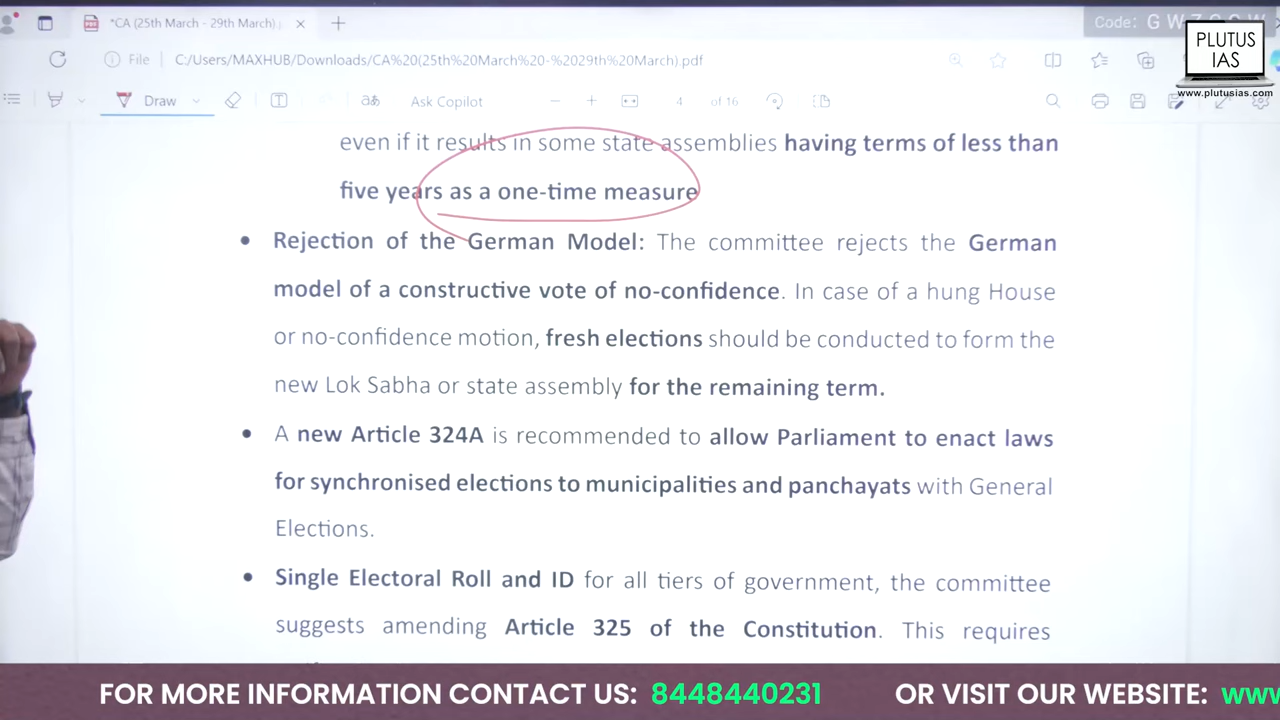 *CA (25th March - 29th March).
Code: G W Z
PLUTUS
IAS
www.plutusias.com
File
C:/Users/MAXHUB/Downloads/CA%20(25th%20March%20-%2029th%20March).pdf
Draw
Ask Copilot
4 of 16
even if it results in some state assemblies having terms of less than
five years as a one-time measure
• Rejection of the German Model: The committee rejects the German
model of a constructive vote of no-confidence. In case of a hung House
or no-confidence motion, fresh elections should be conducted to form the
new Lok Sabha or state assembly for the remaining term.
• A new Article 324A is recommended to allow Parliament to enact laws
for synchronised elections to municipalities and panchayats with General
Elections.
• Single Electoral Roll and ID for all tiers of government, the committee
suggests amending Article 325 of the Constitution. This requires
FOR MORE INFORMATION CONTACT US: 8448440231 OR VISIT OUR WEBSITE: www